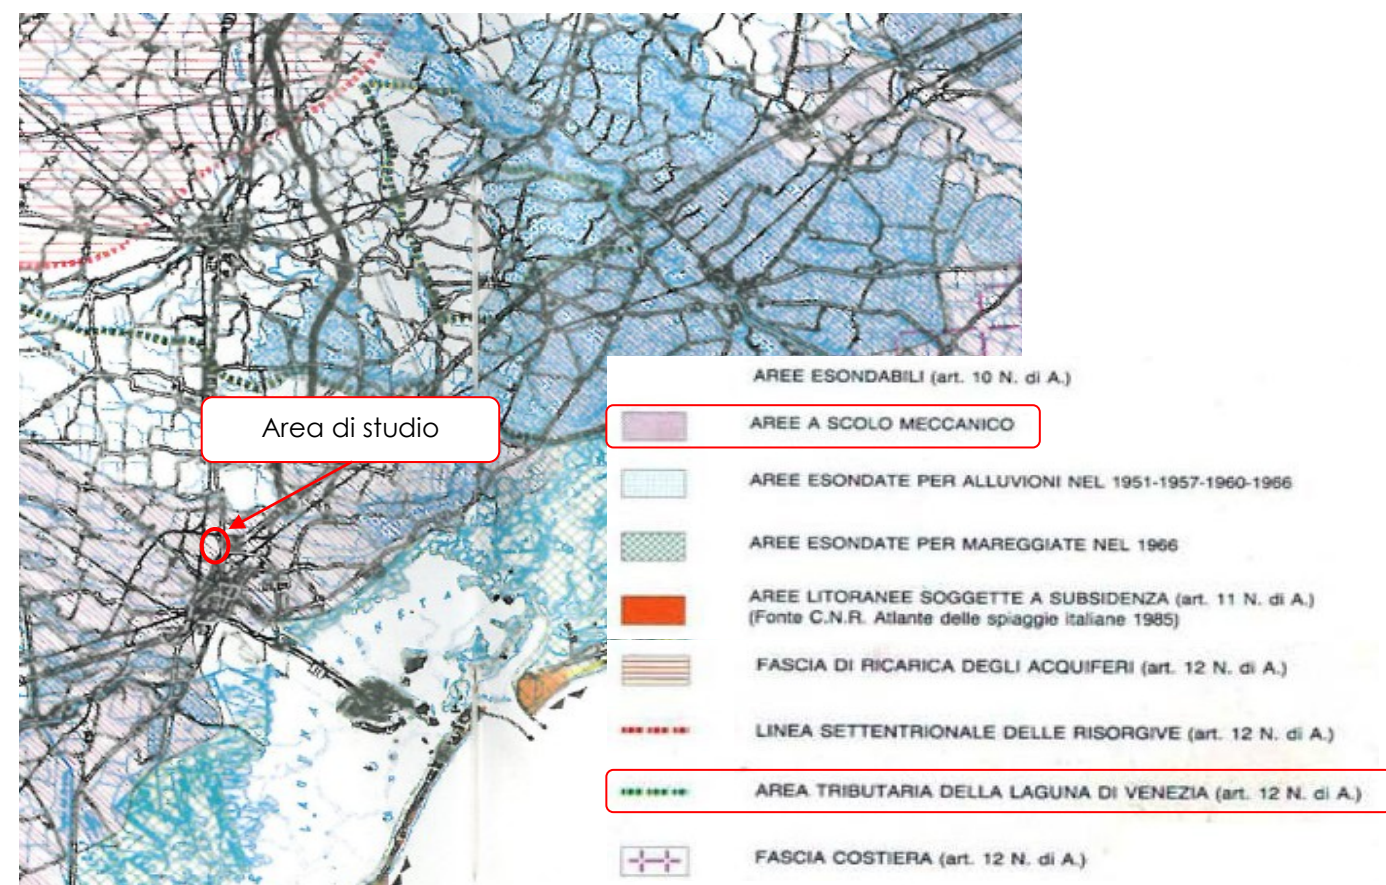 Area di studio
AREE ESONDABILI (art. 10 N. di A.)
AREE A SCOLO MECCANICO
AREE ESONDATE PER ALLUVIONI NEL 1951-1957-1960-1966
AREE ESONDATE PER MAREGGIATE NEL 1966
AREE LITORANEE SOGGETTE A SUBSIDENZA (art. 11 N. di A.)
(Fonte C.N.R. Atlante delle spiaggie italiane 1985)
FASCIA DI RICARICA DEGLI ACQUIFERI (art. 12 N. di A.)
LINEA SETTENTRIONALE DELLE RISORGIVE (art. 12 N. di A.)
AREA TRIBUTARIA DELLA LAGUNA DI VENEZIA (art. 12 N. di A.)
FASCIA COSTIERA (art. 12 N. di A.)